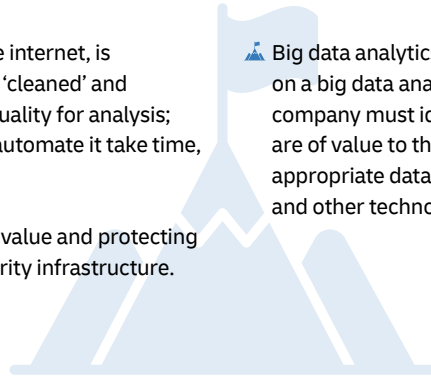 e internet, is
‘cleaned’ and
uality for analysis;
automate it take time,
value and protecting
rity infrastructure.
Big data analytic
on a big data ana
company must i
are of value to th
appropriate data
and other techno